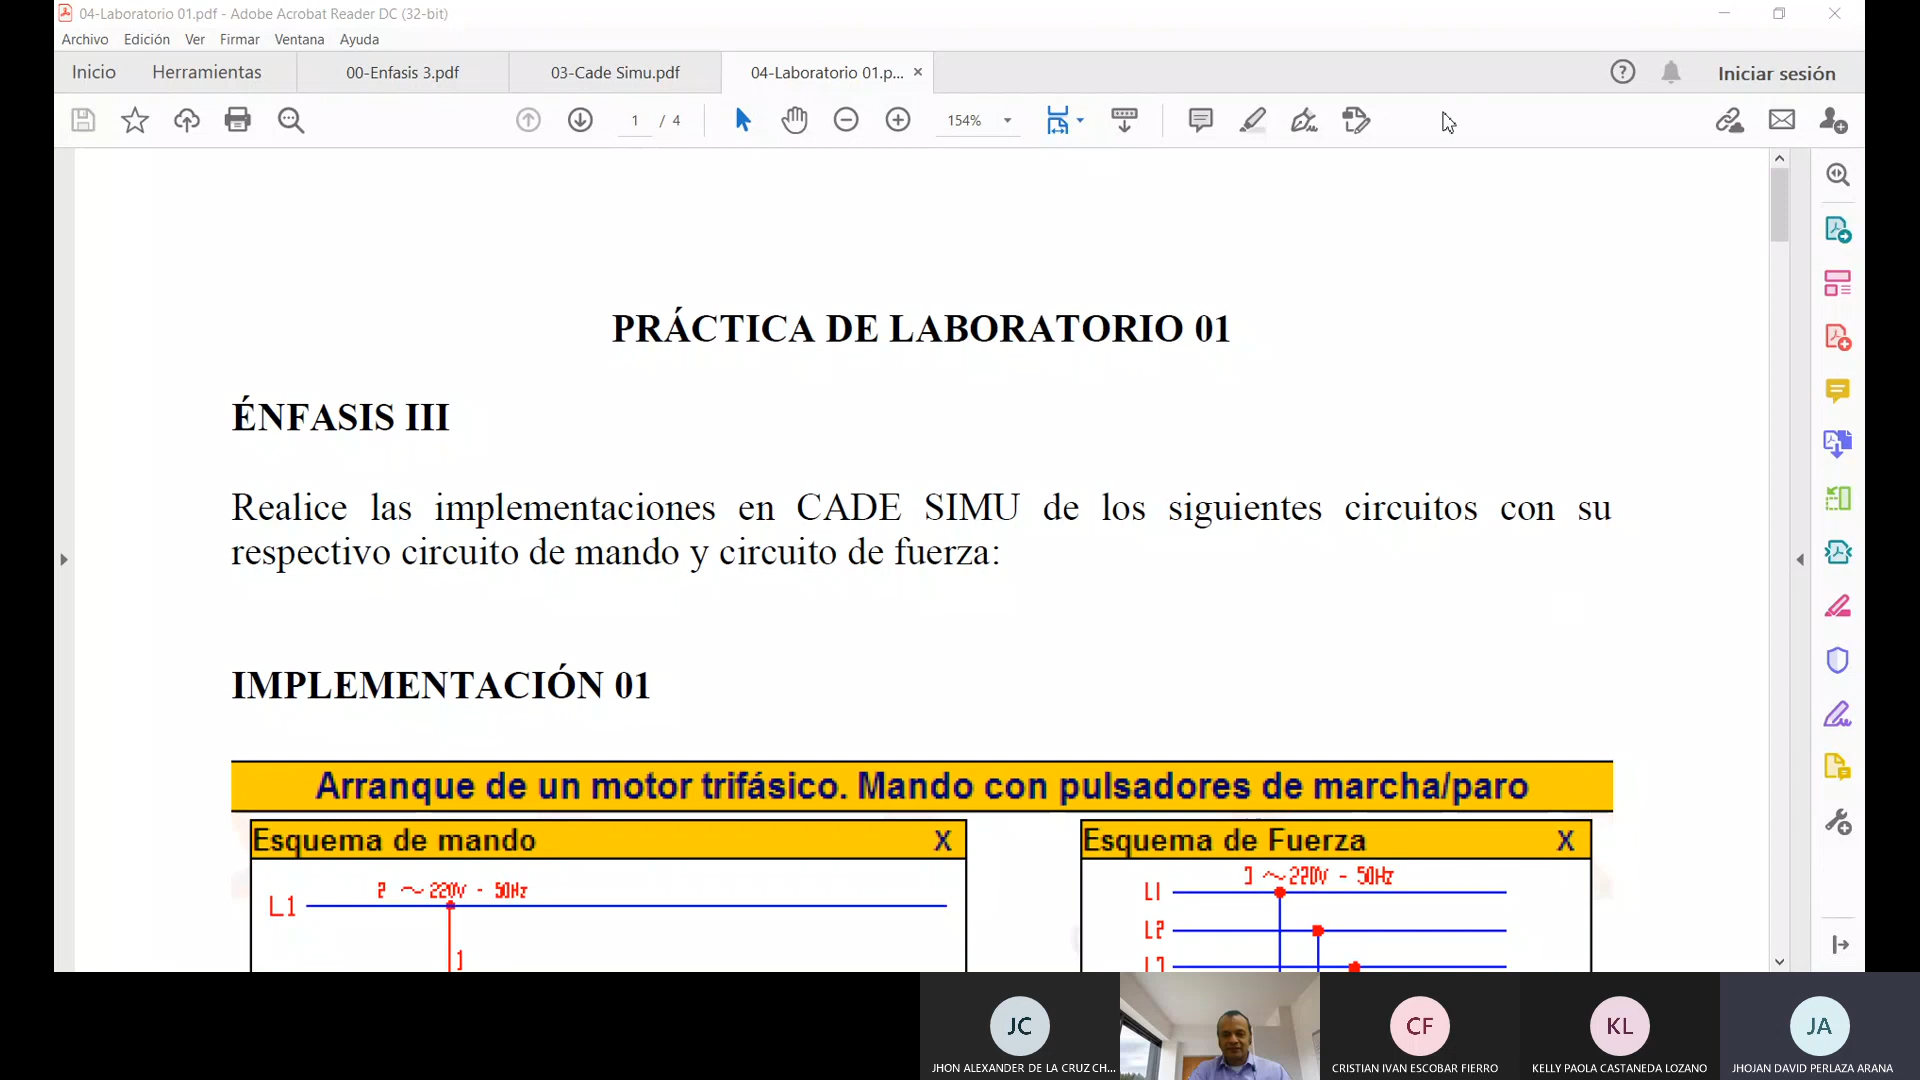 04-Laboratorio 01.pdf - Adobe Acrobat Reader DC (32-bit)
Archivo Edición Ver Firmar Ventana Ayuda
Inicio Herramientas 00-Enfasis 3.pdf 03-Cade Simu.pdf 04-Laboratorio 01.p... × Iniciar sesión
1 / 4 154%
PRÁCTICA DE LABORATORIO 01
ÉNFASIS III
Realice las implementaciones en CADE SIMU de los siguientes circuitos con su
respectivo circuito de mando y circuito de fuerza:
IMPLEMENTACIÓN 01
Arranque de un motor trifásico. Mando con pulsadores de marcha/paro
Esquema de mando X
Esquema de Fuerza X
2 ~ 220V - 50Hz
L1
1
3 ~ 220V - 50Hz
L1
L2
L3
JC
CF
KL
JA
JHON ALEXANDER DE LA CRUZ CH...
CRISTIAN IVAN ESCOBAR FIERRO
KELLY PAOLA CASTANEDA LOZANO
JHOJAN DAVID PERLAZA ARANA